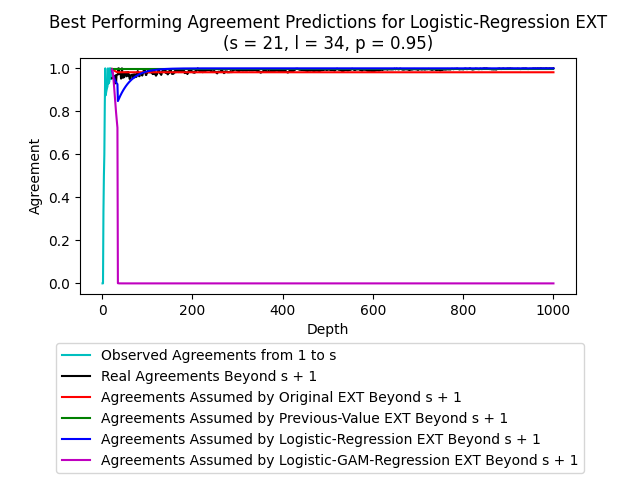 Best Performing Agreement Predictions for Logistic-Regression EXT
(s = 21, l = 34, p = 0.95)
1.0
0.8
0.6
0.4
0.2
0.0
Agreement
0 200 400 600 800 1000
Depth
Observed Agreements from 1 to s
Real Agreements Beyond s + 1
Agreements Assumed by Original EXT Beyond s + 1
Agreements Assumed by Previous-Value EXT Beyond s + 1
Agreements Assumed by Logistic-Regression EXT Beyond s + 1
Agreements Assumed by Logistic-GAM-Regression EXT Beyond s + 1